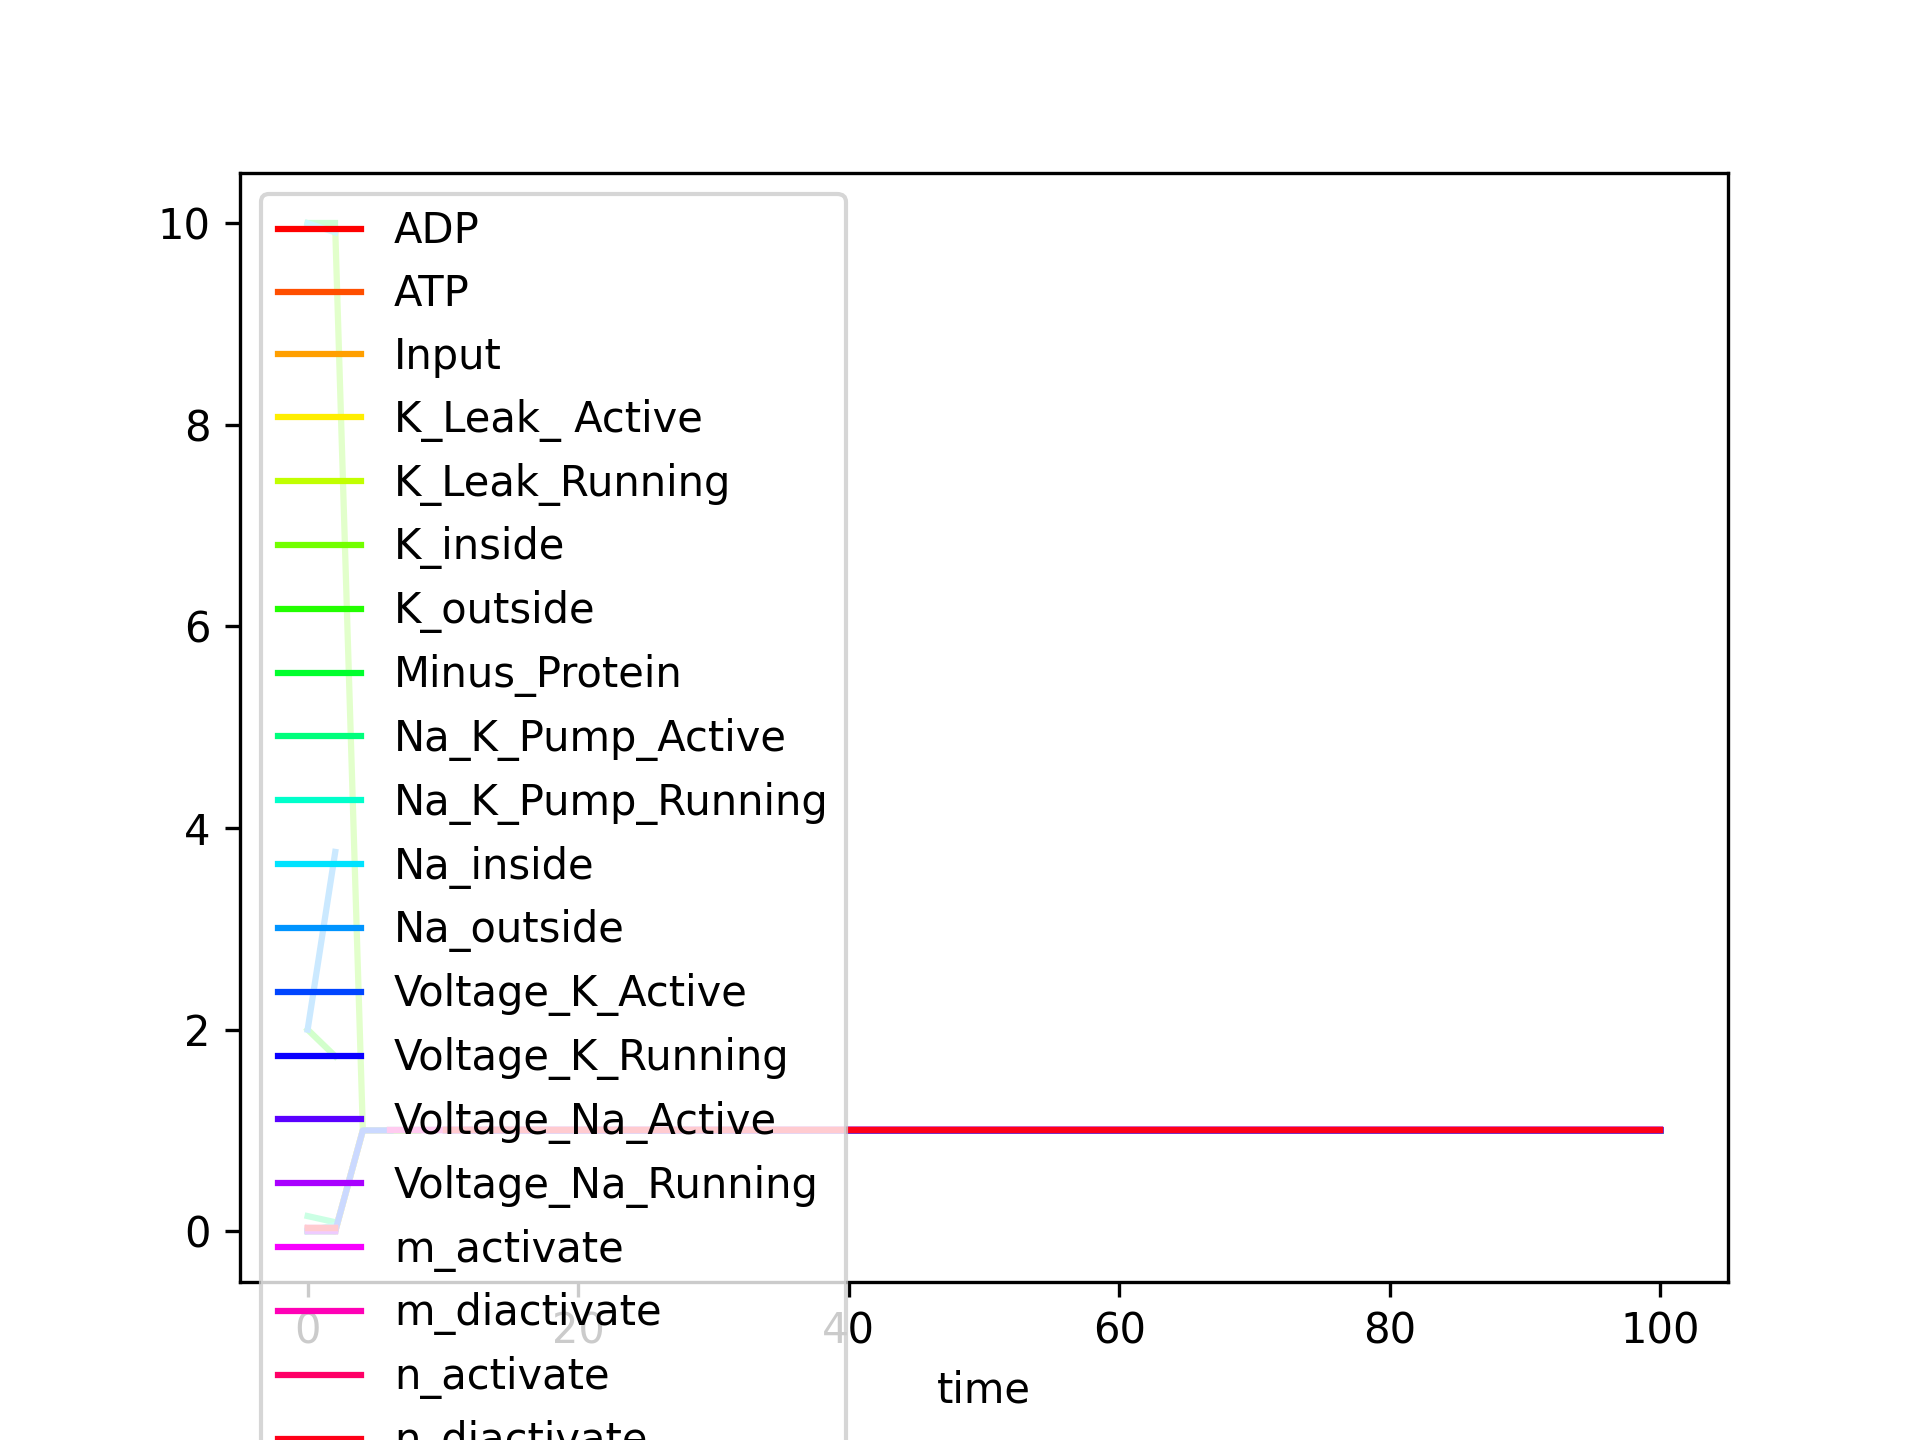 10
8
6
4
2
0
ADP
ATP
Input
K_Leak_ Active
K_Leak_Running
K_inside
K_outside
Minus_Protein
Na_K_Pump_Active
Na_K_Pump_Running
Na_inside
Na_outside
Voltage_K_Active
Voltage_K_Running
Voltage_Na_Active
Voltage_Na_Running
m_activate
m_diactivate
n_activate
n_diactivate
0 20 40 60 80 100
time